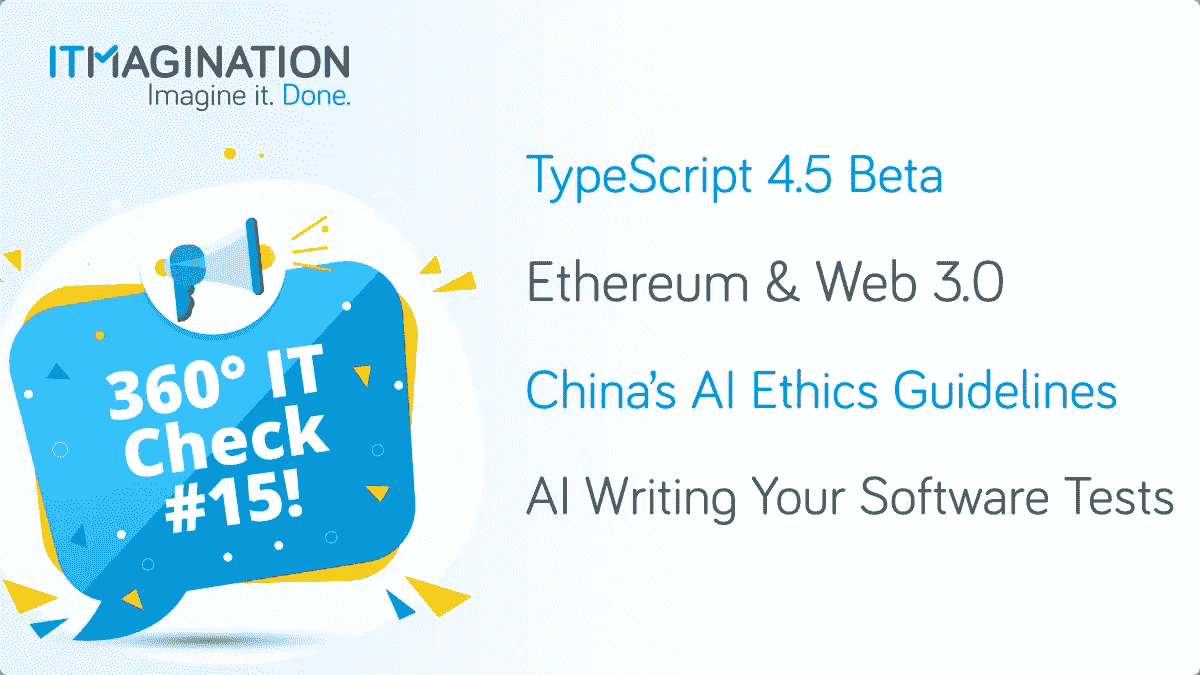 ITMAGINATION
Imagine it. Done.
360° IT
Check
#15!
TypeScript 4.5 Beta
Ethereum & Web 3.0
China's AI Ethics Guidelines
AI Writing Your Software Tests